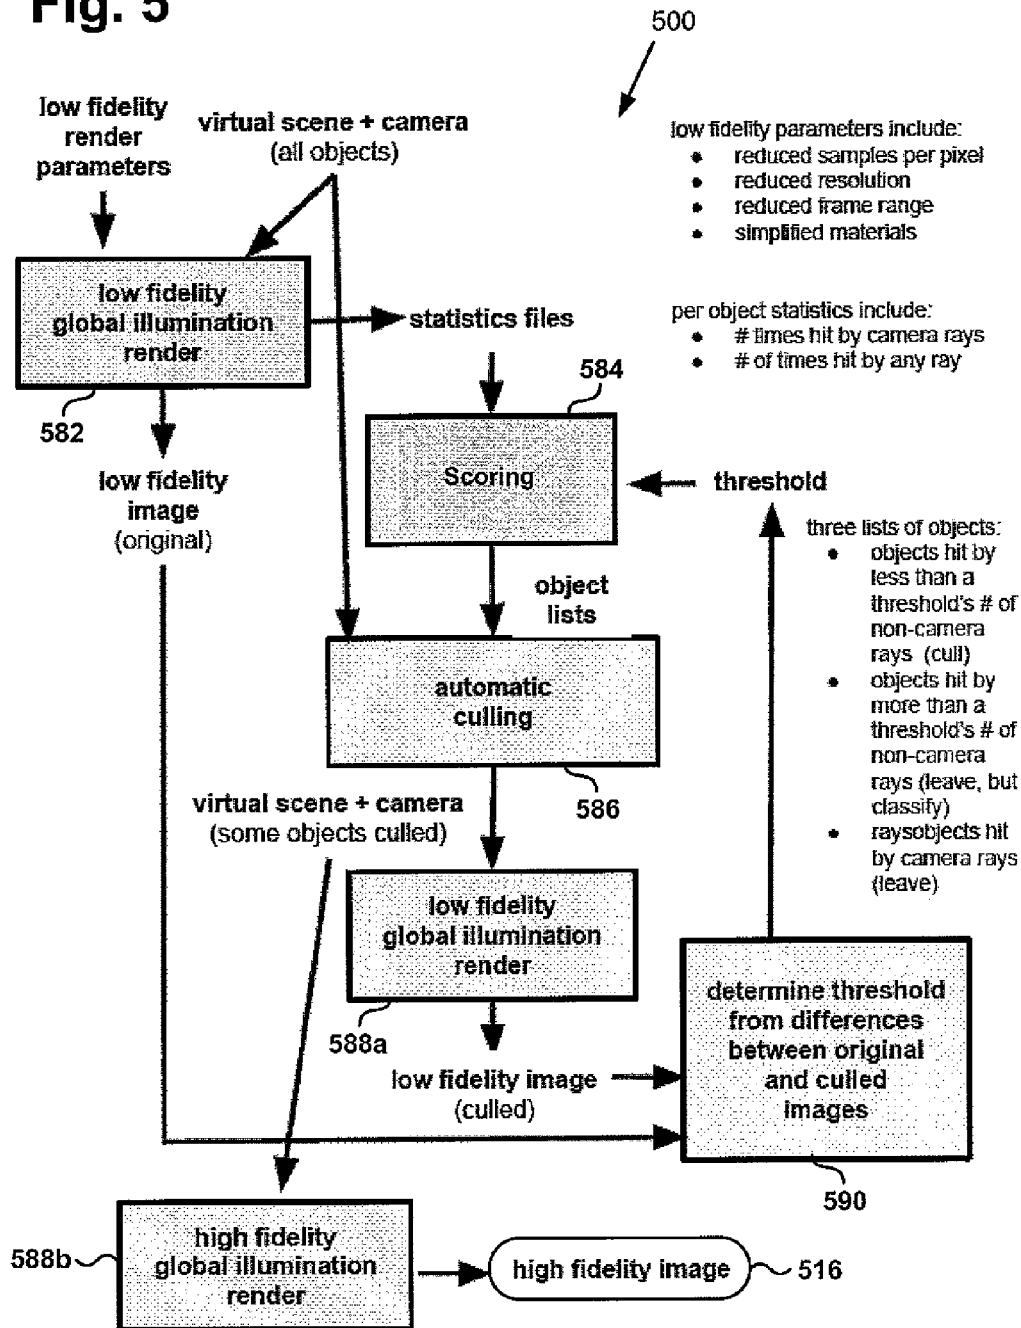 Fig. 5
500
low fidelity
render
parameters
virtual scene + camera
(all objects)
low fidelity parameters include:
• reduced samples per pixel
• reduced resolution
• reduced frame range
• simplified materials
low fidelity
global illumination
render
582
statistics files
per object statistics include:
• # times hit by camera rays
• # of times hit by any ray
584
Scoring
threshold
low fidelity
image
(original)
object
lists
three lists of objects:
• objects hit by
less than a
threshold's # of
non-camera
rays (cull)
• objects hit by
more than a
threshold's # of
non-camera
rays (leave, but
classify)
• raysobjects hit
by camera rays
(leave)
automatic
culling
586
virtual scene + camera
(some objects culled)
low fidelity
global illumination
render
588a
low fidelity image
(culled)
determine threshold
from differences
between original
and culled
images
590
high fidelity
global illumination
render
588b
high fidelity image
516